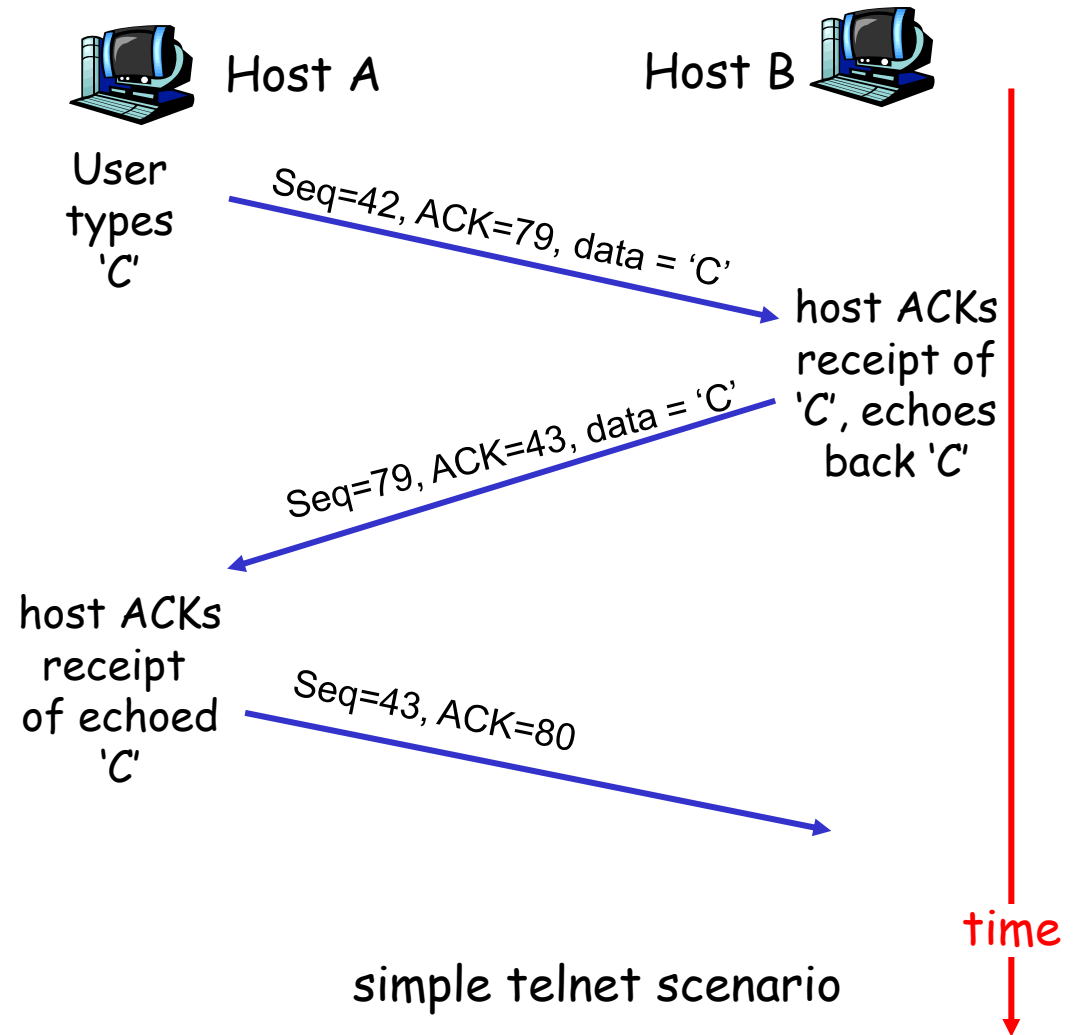 Host A
Host B
User
types
‘C’
Seq=42, ACK=79, data = ‘C’
host ACKs
receipt of
‘C’, echoes
back ‘C’
Seq=79, ACK=43, data = ‘C’
host ACKs
receipt
of echoed
‘C’
Seq=43, ACK=80
time
simple telnet scenario